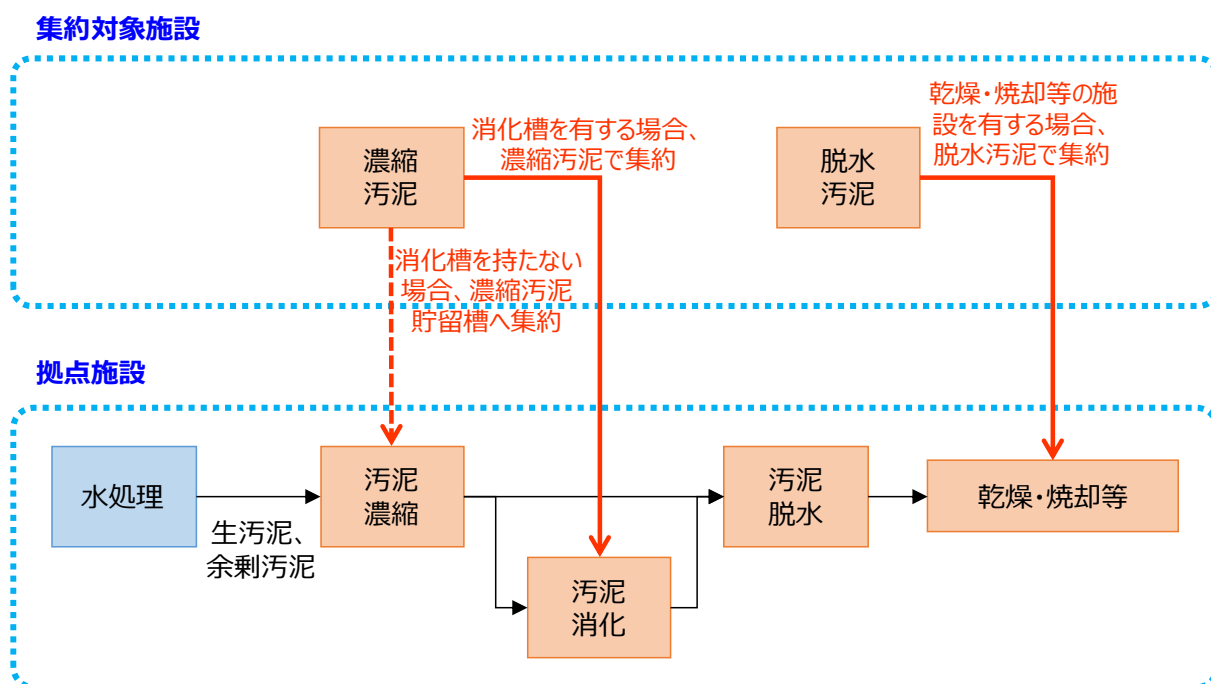 集約対象施設
乾燥・焼却等の施
設を有する場合、
脱水汚泥で集約
消化槽を有する場合、
濃縮汚泥で集約
濃縮
汚泥
脱水
汚泥
消化槽を持たない
場合、濃縮汚泥
貯留槽へ集約
拠点施設
水処理
生汚泥、
余剰汚泥
汚泥
濃縮
汚泥
消化
汚泥
脱水
乾燥・焼却等